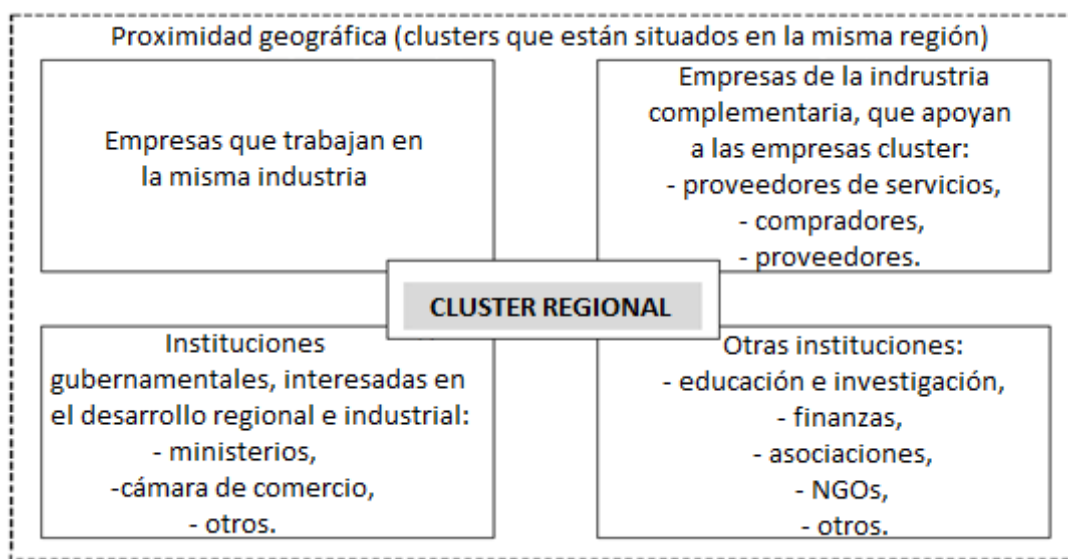 Proximidad geográfica (clusters que están situados en la misma región)
Empresas que trabajan en
la misma industria
Empresas de la indrustria
complementaria, que apoyan
a las empresas cluster:
- proveedores de servicios,
- compradores,
- proveedores.
CLUSTER REGIONAL
Instituciones
gubernamentales, interesadas en
el desarrollo regional e industrial:
- ministerios,
-cámara de comercio,
- otros.
Otras instituciones:
- educación e investigación,
- finanzas,
- asociaciones,
- NGOs,
- otros.